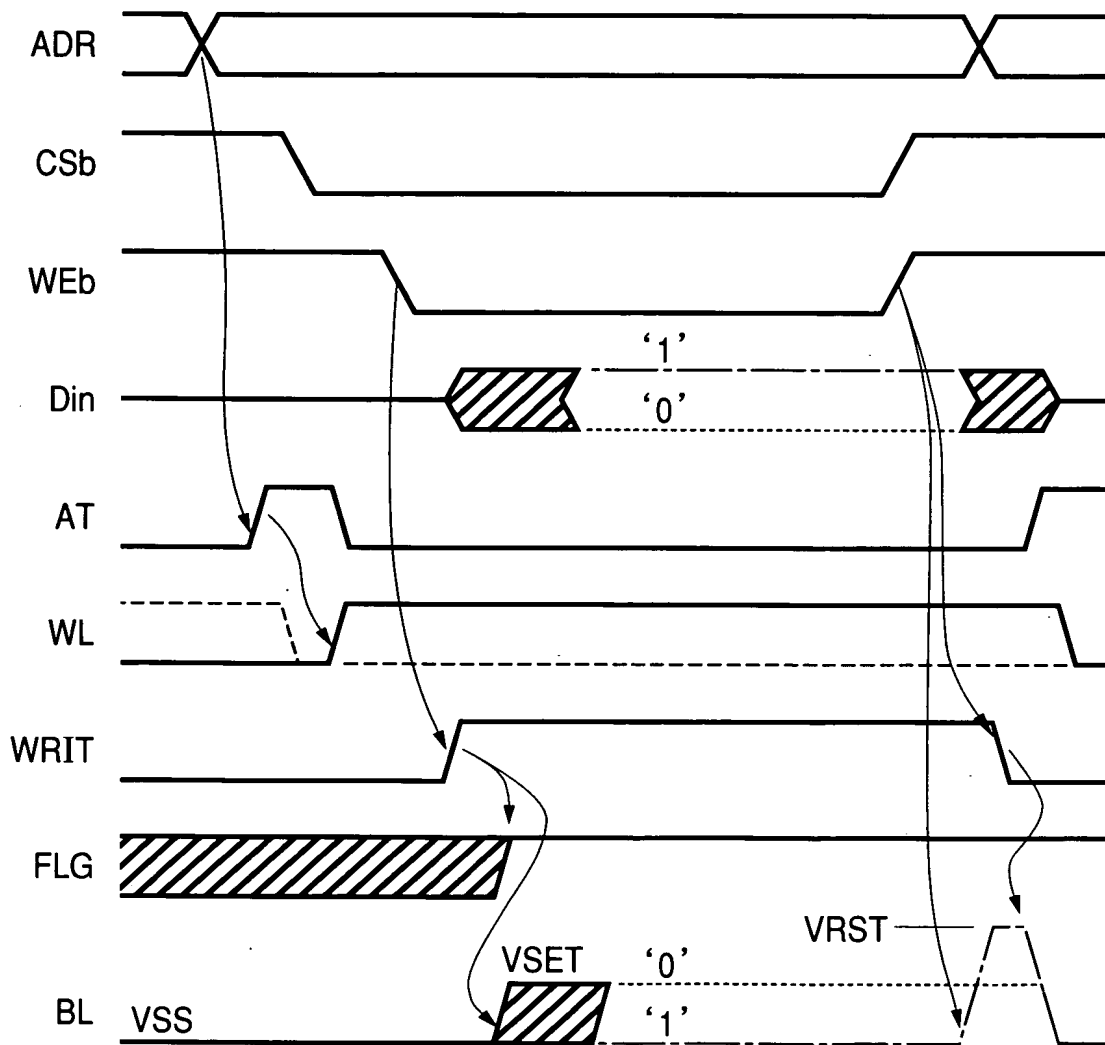 ADR
CSb
WEb
‘1’
Din
‘0’
AT
WL
WRIT
FLG
VRST
VSET ‘0’
BL VSS ‘1’